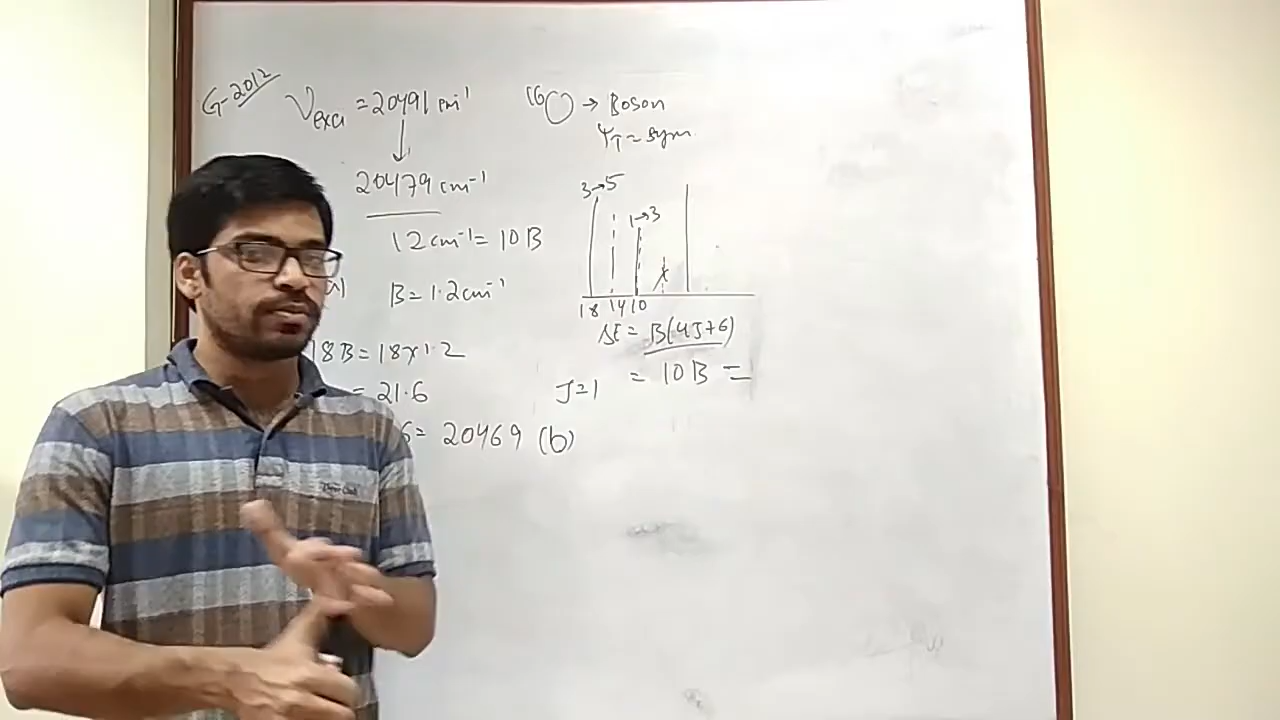 G-2012
ν exci = 20491 cm⁻¹
20479 cm⁻¹
12 cm⁻¹ = 10B
B = 1.2 cm⁻¹
18B = 18 x 1.2
= 21.6
= 20469 (b)
16O → Boson
ΨT = sym.
3→5
1→3
18 14 10
ΔE = B(4J+6)
J=1 = 10B =